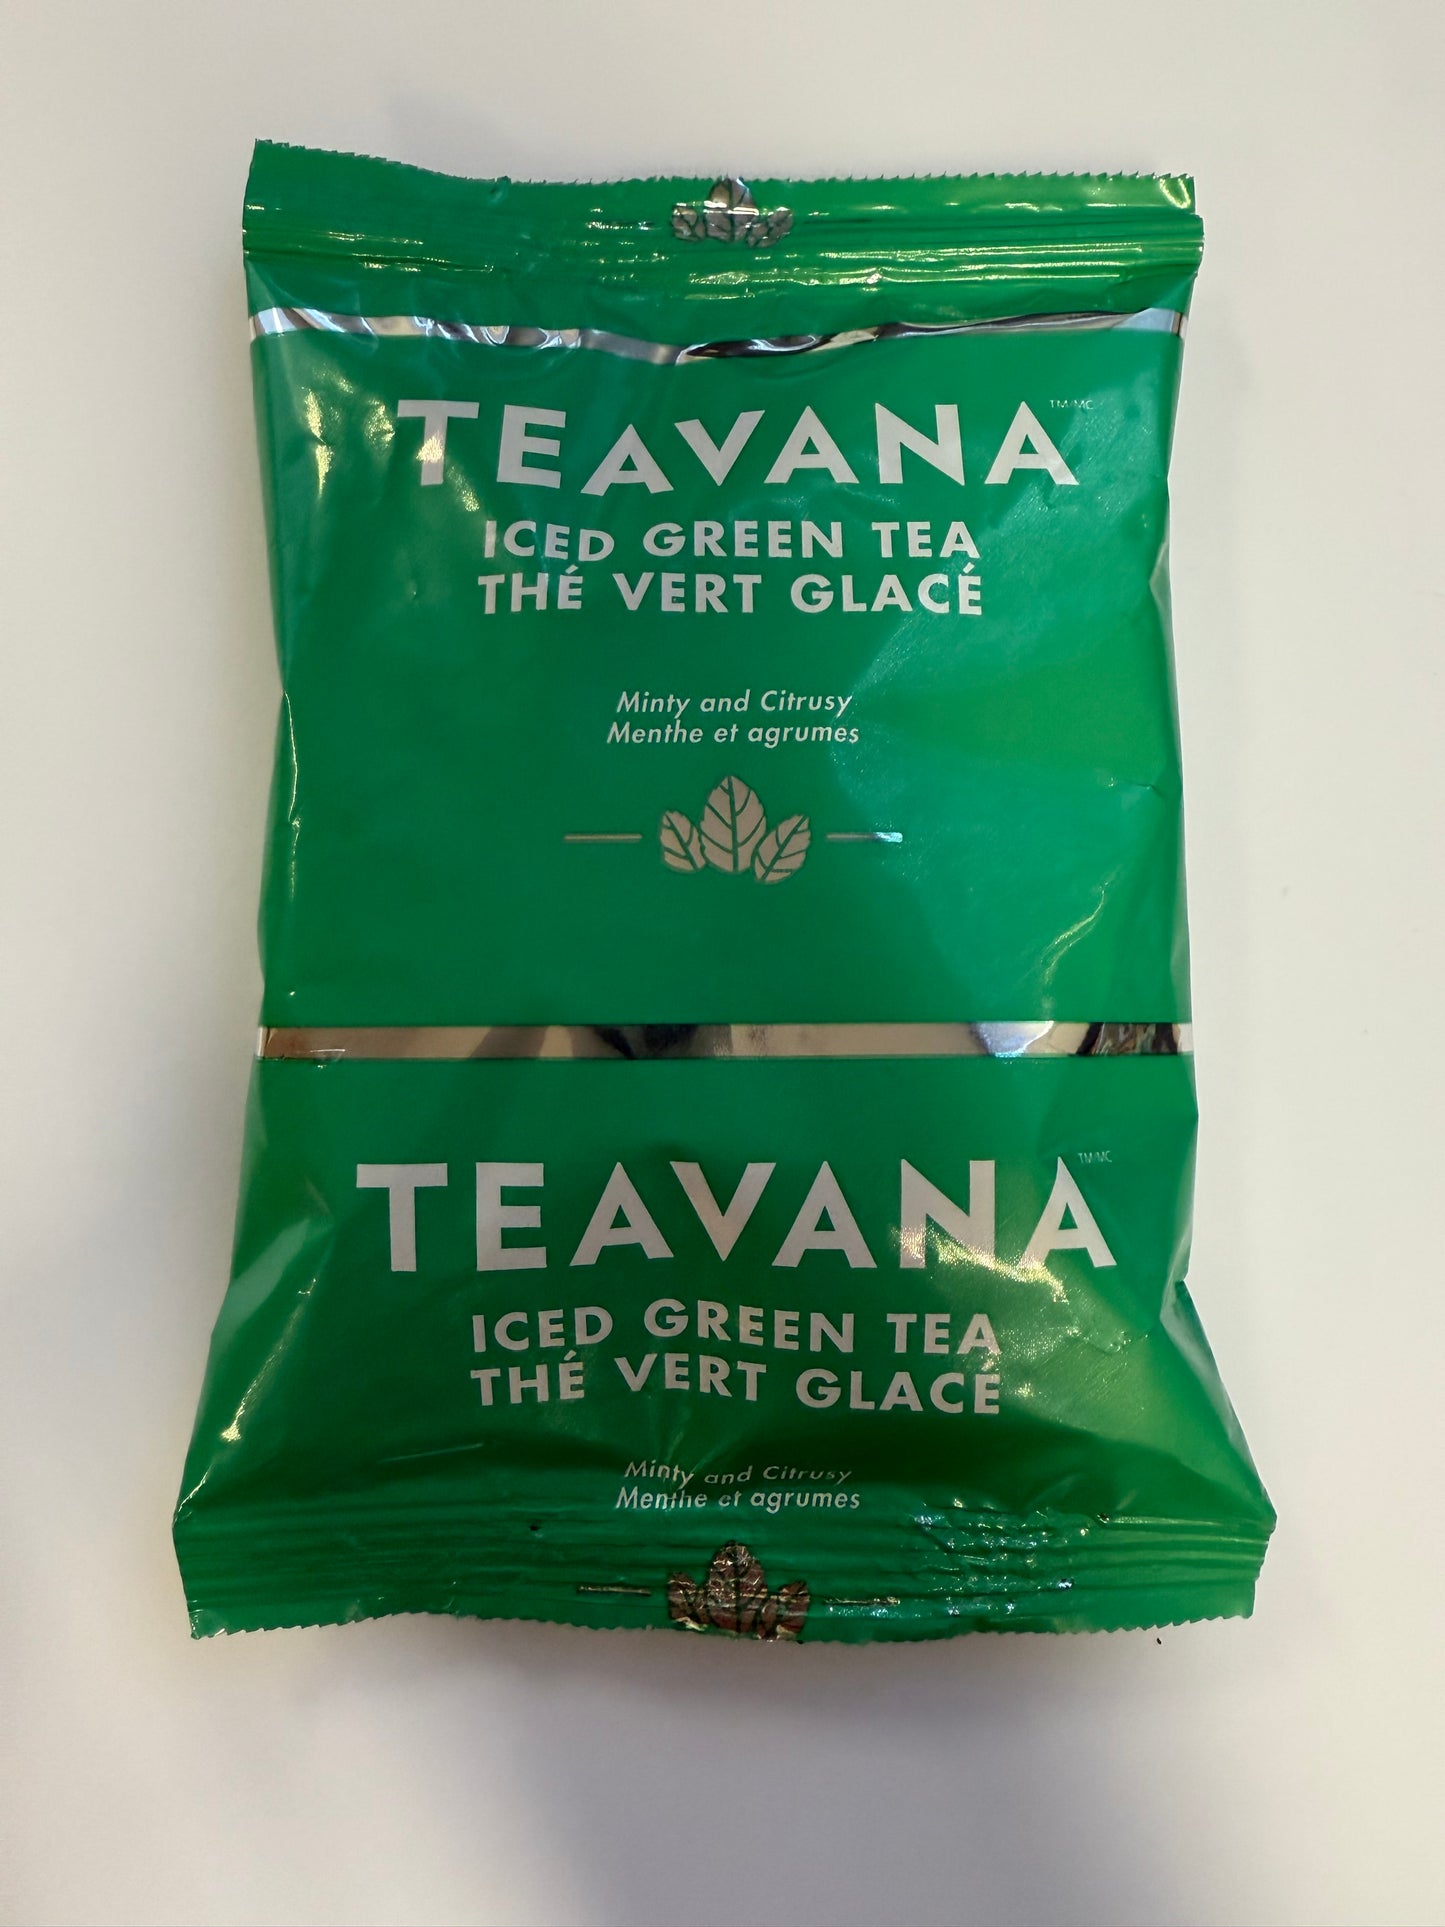 TEAVANA TM/MC
ICED GREEN TEA
THÉ VERT GLACÉ
Minty and Citrusy
Menthe et agrumes
TEAVANA TM/MC
ICED GREEN TEA
THÉ VERT GLACÉ
Minty and Citrusy
Menthe et agrumes